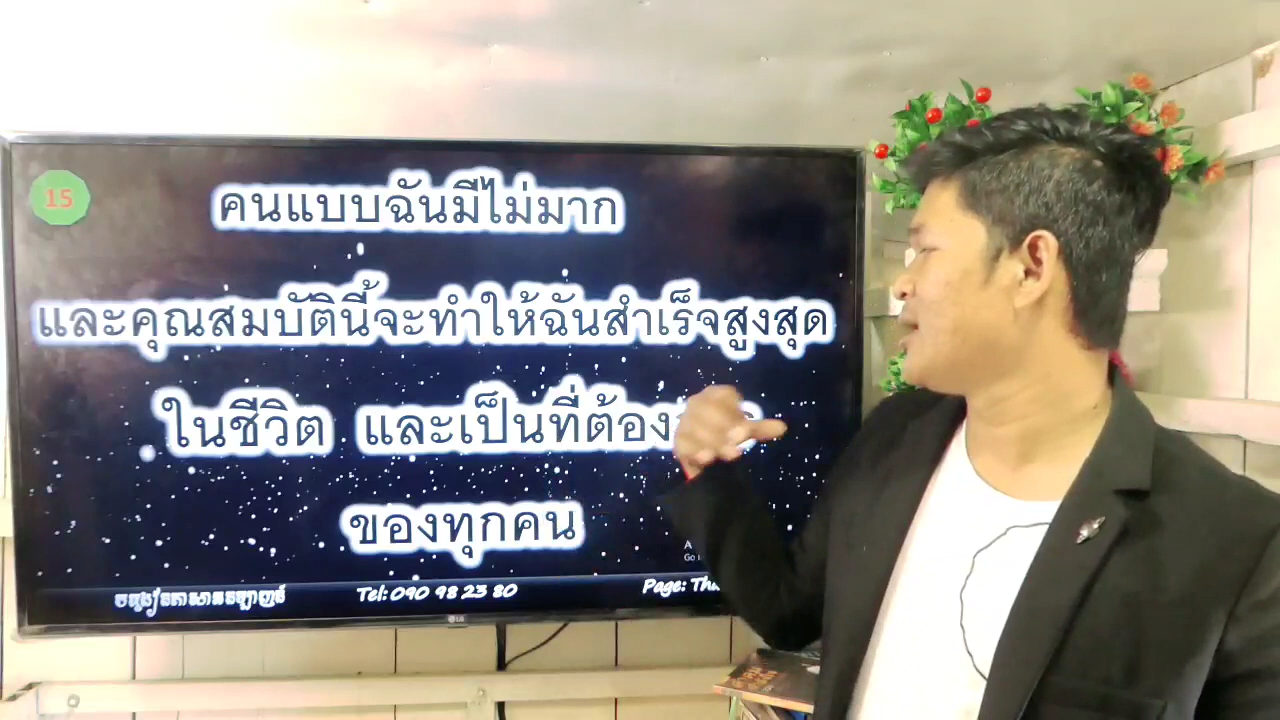 15
คนแบบฉันมีไม่มาก
และคุณสมบัตินี้จะทำให้ฉันสำเร็จสูงสุด
ในชีวิต และเป็นที่ต้อง
ของทุกคน
Tel: 090 98 23 80
Page:
LG